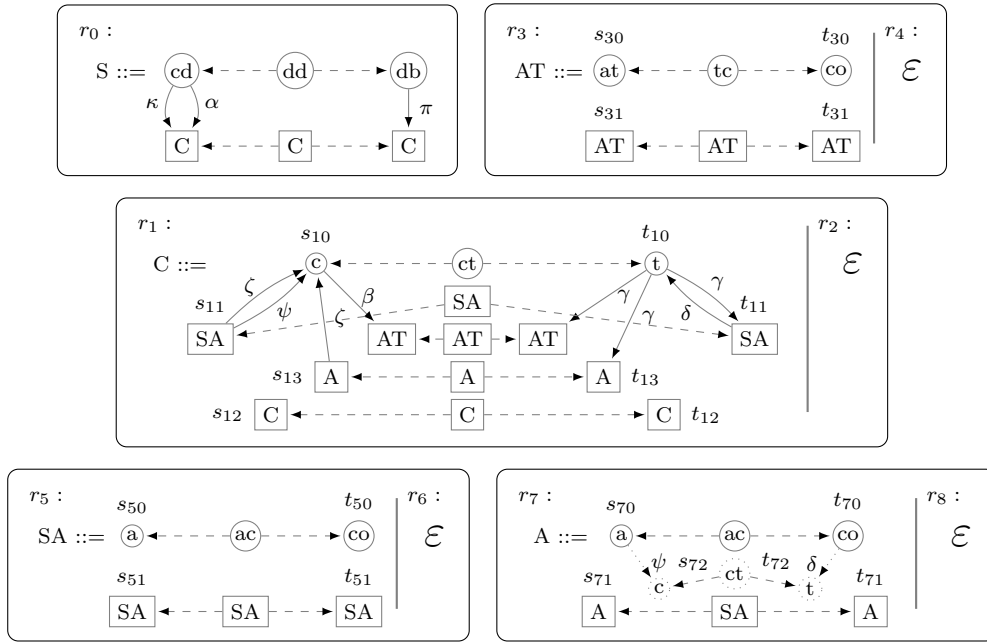 r₀ :
S ::= cd dd db
κ α π
C C C
r₃ : s₃₀ t₃₀ r₄ :
AT ::= at tc co ε
s₃₁ t₃₁
AT AT AT
r₁ : s₁₀ t₁₀ r₂ :
C ::= c ct t ε
ζ ψ β ζ SA γ γ γ δ
s₁₁ t₁₁
SA AT AT AT SA
s₁₃ A A A t₁₃
s₁₂ C C C t₁₂
r₅ : s₅₀ t₅₀ r₆ :
SA ::= a ac co ε
s₅₁ t₅₁
SA SA SA
r₇ : s₇₀ t₇₀ r₈ :
A ::= a ac co ε
ψ s₇₂ t₇₂ δ
s₇₁ c ct t t₇₁
A SA A